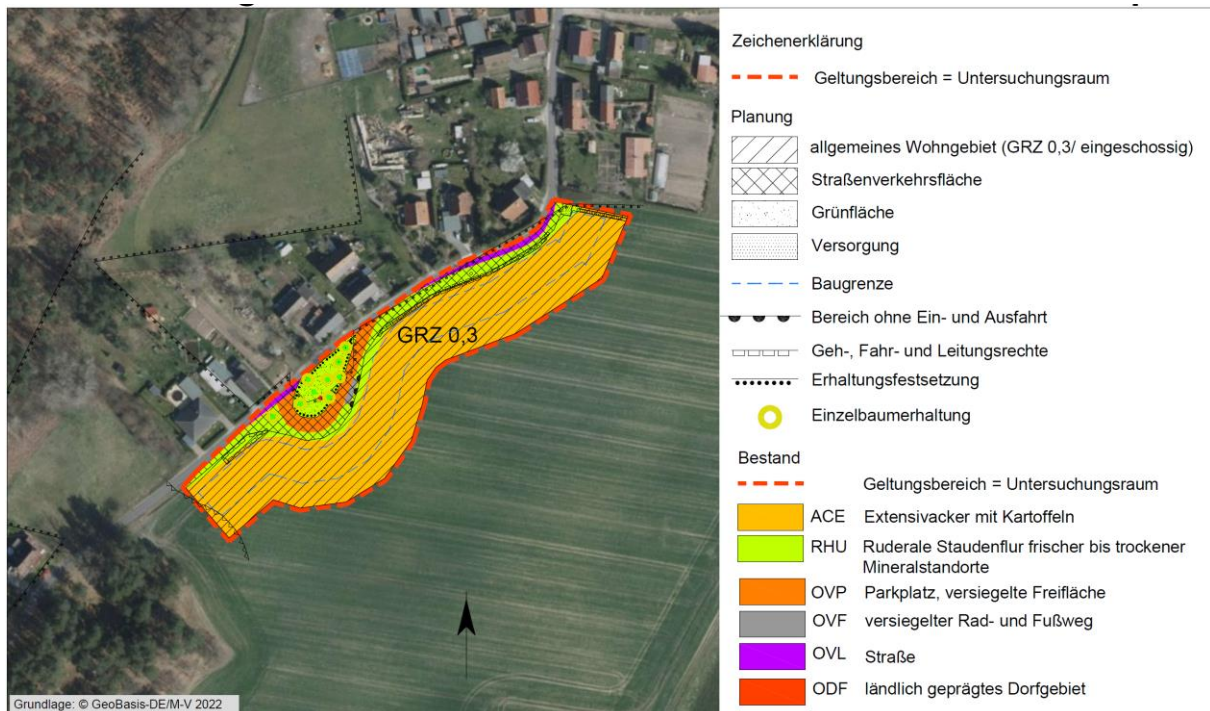 Zeichenerklärung
Geltungsbereich = Untersuchungsraum
Planung
allgemeines Wohngebiet (GRZ 0,3/ eingeschossig)
Straßenverkehrsfläche
Grünfläche
Versorgung
Baugrenze
Bereich ohne Ein- und Ausfahrt
Geh-, Fahr- und Leitungsrechte
Erhaltungsfestsetzung
Einzelbaumerhaltung
Bestand
Geltungsbereich = Untersuchungsraum
ACE Extensivacker mit Kartoffeln
RHU Ruderale Staudenflur frischer bis trockener
Mineralstandorte
OVP Parkplatz, versiegelte Freifläche
OVF versiegelter Rad- und Fußweg
OVL Straße
ODF ländlich geprägtes Dorfgebiet
GRZ 0,3
Grundlage: © GeoBasis-DE/M-V 2022